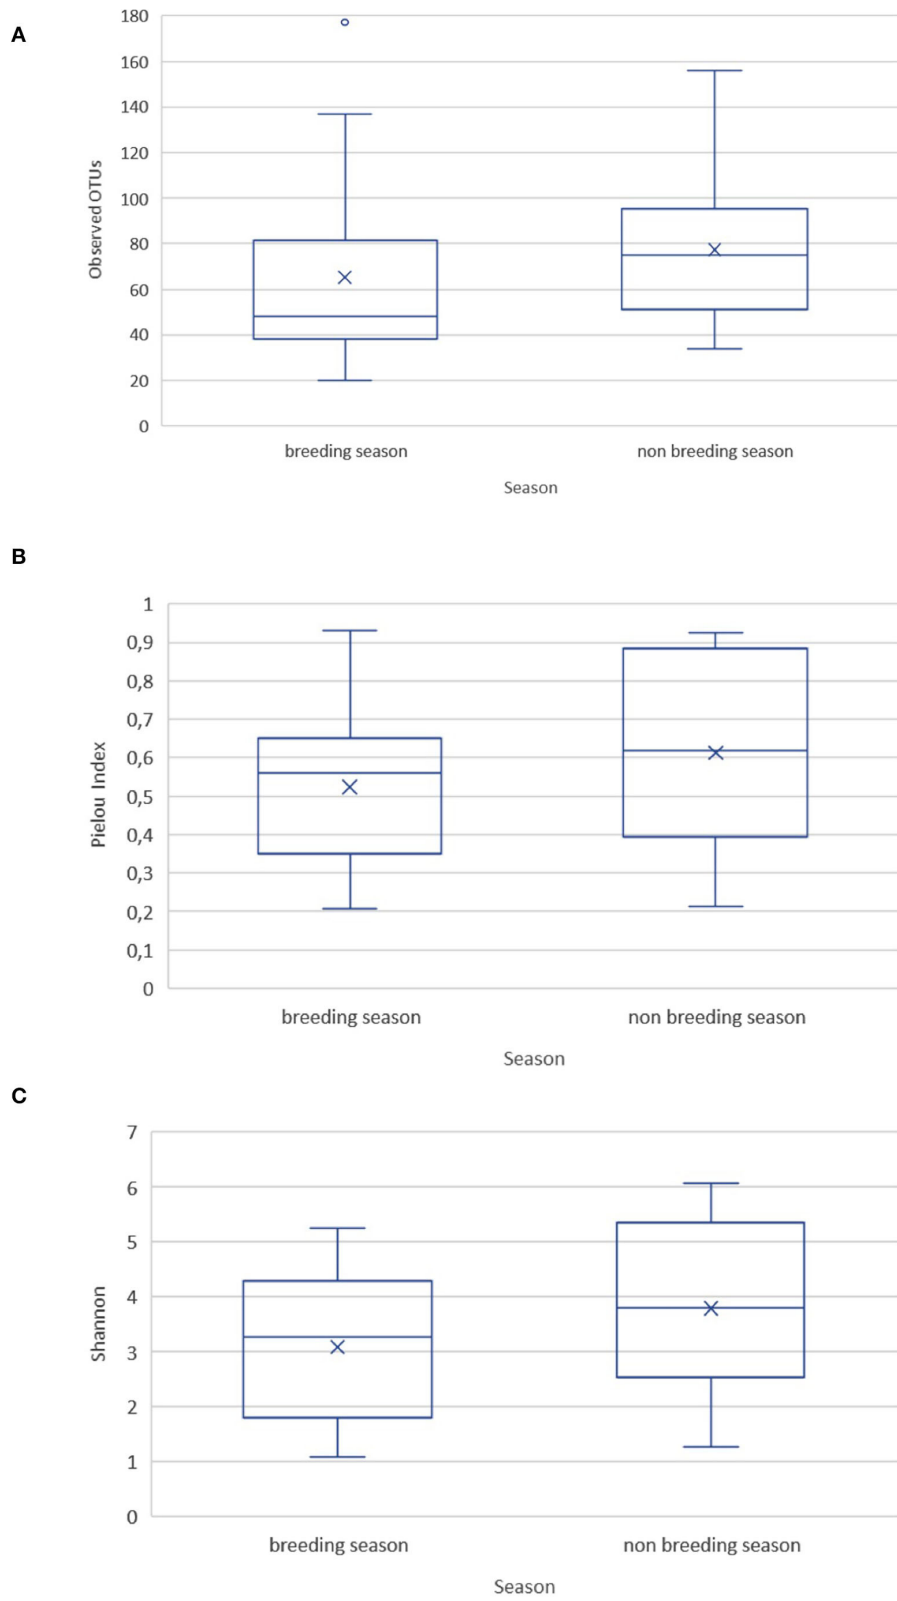 A
180
160
140
120
100
80
60
40
20
0
Observed OTUs
breeding season
non breeding season
Season
B
1
0,9
0,8
0,7
0,6
0,5
0,4
0,3
0,2
0,1
0
Pielou Index
breeding season
non breeding season
Season
C
7
6
5
4
3
2
1
0
Shannon
breeding season
non breeding season
Season